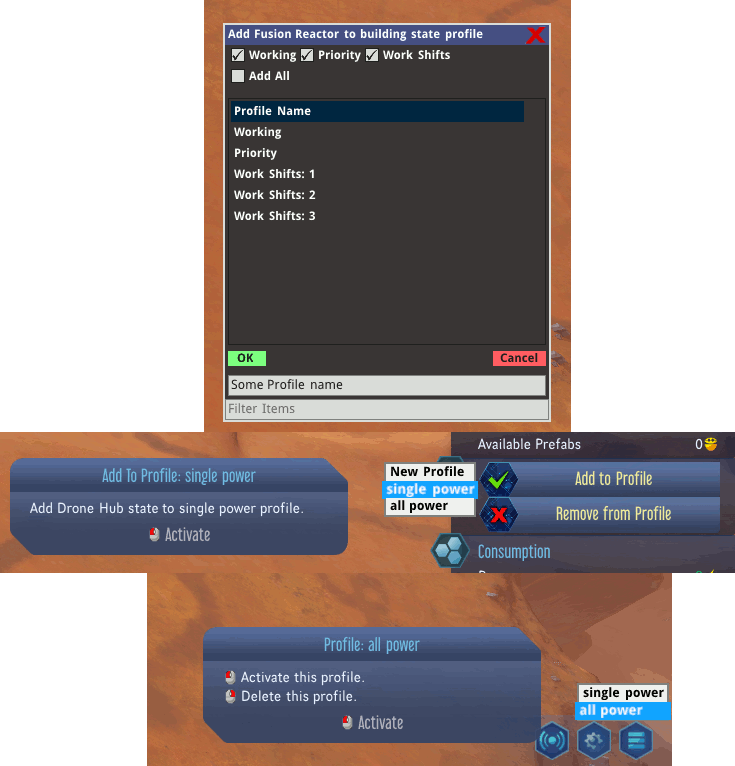 Add Fusion Reactor to building state profile
Working Priority Work Shifts
Add All
Profile Name
Working
Priority
Work Shifts: 1
Work Shifts: 2
Work Shifts: 3
OK Cancel
Some Profile name
Filter Items
Available Prefabs 0
Add To Profile: single power
Add Drone Hub state to single power profile.
Activate
New Profile
single power
all power
Add to Profile
Remove from Profile
Consumption
Profile: all power
Activate this profile.
Delete this profile.
Activate
single power
all power